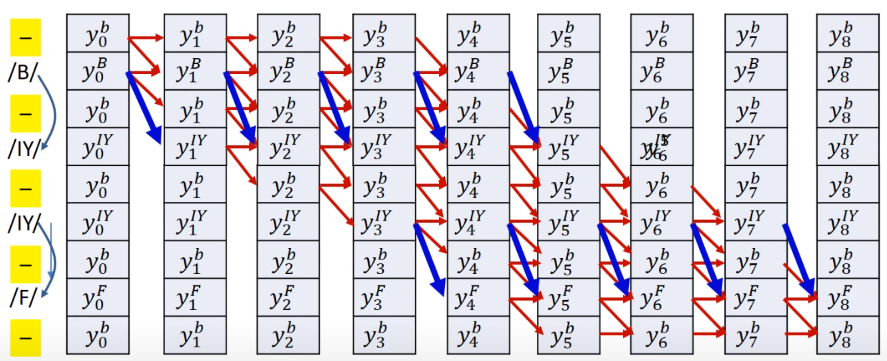 – y_0^b y_1^b y_2^b y_3^b y_4^b y_5^b y_6^b y_7^b y_8^b
/B/ y_0^B y_1^B y_2^B y_3^B y_4^B y_5^B y_6^B y_7^B y_8^B
– y_0^b y_1^b y_2^b y_3^b y_4^b y_5^b y_6^b y_7^b y_8^b
/IY/ y_0^IY y_1^IY y_2^IY y_3^IY y_4^IY y_5^IY y_7^IY y_8^IY
– y_0^b y_1^b y_2^b y_3^b y_4^b y_5^b y_6^b y_7^b y_8^b
/IY/ y_0^IY y_1^IY y_2^IY y_3^IY y_4^IY y_5^IY y_6^IY y_7^IY y_8^IY
– y_0^b y_1^b y_2^b y_3^b y_4^b y_5^b y_6^b y_7^b y_8^b
/F/ y_0^F y_1^F y_2^F y_3^F y_4^F y_5^F y_6^F y_7^F y_8^F
– y_0^b y_1^b y_2^b y_3^b y_4^b y_5^b y_6^b y_7^b y_8^b